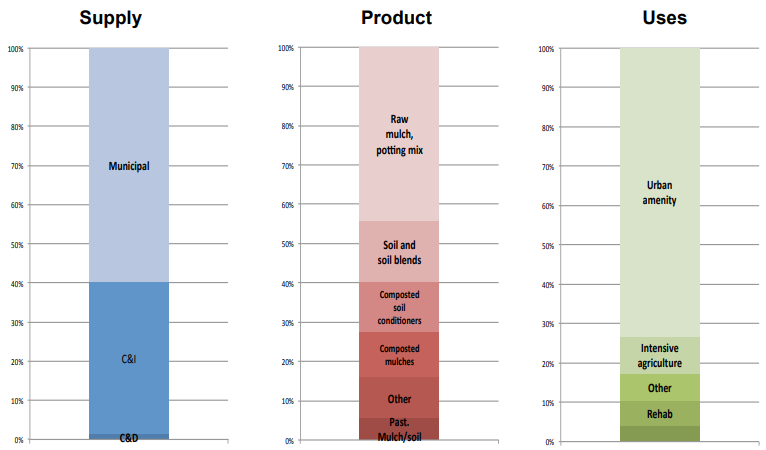 Supply
100%
90%
80%
70%
60%
50%
40%
30%
20%
10%
0%
Municipal
C&I
C&D
Product
100%
90%
80%
70%
60%
50%
40%
30%
20%
10%
0%
Raw
mulch,
potting mix
Soil and
soil blends
Composted
soil
conditioners
Composted
mulches
Other
Past.
Mulch/soil
Uses
100%
90%
80%
70%
60%
50%
40%
30%
20%
10%
0%
Urban
amenity
Intensive
agriculture
Other
Rehab